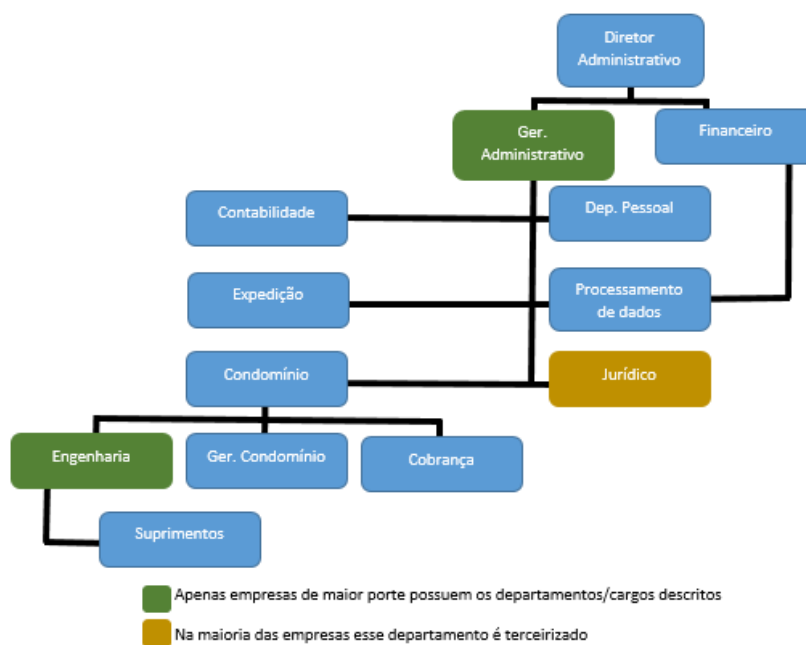 Diretor
Administrativo
Ger.
Administrativo
Financeiro
Contabilidade
Dep. Pessoal
Expedição
Processamento
de dados
Condomínio
Jurídico
Engenharia
Ger. Condomínio
Cobrança
Suprimentos
Apenas empresas de maior porte possuem os departamentos/cargos descritos
Na maioria das empresas esse departamento é terceirizado